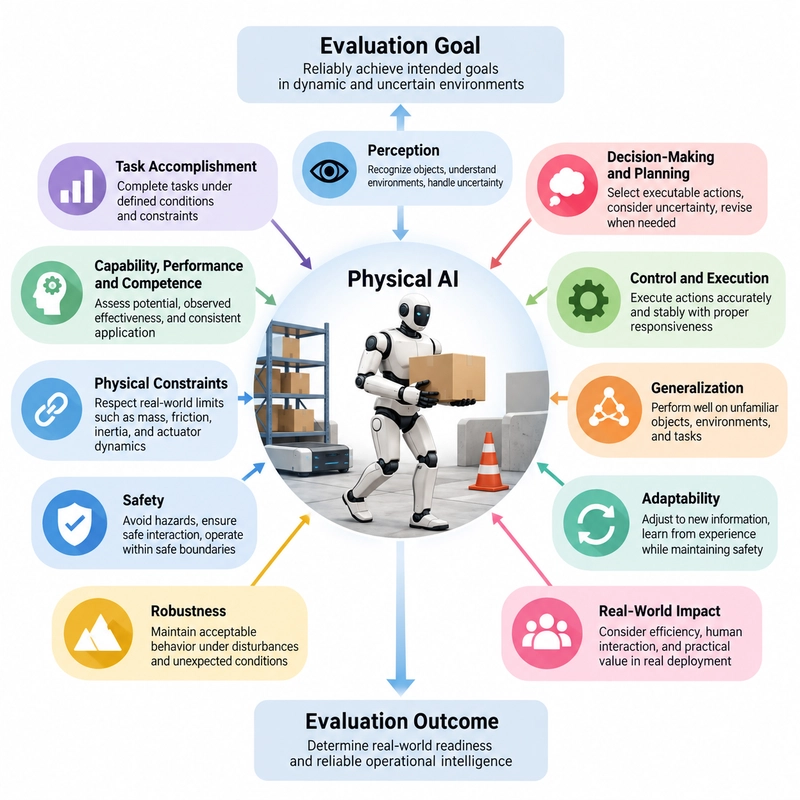 Evaluation Goal
Reliably achieve intended goals
in dynamic and uncertain environments
Perception
Recognize objects, understand
environments, handle uncertainty
Task Accomplishment
Complete tasks under
defined conditions
and constraints
Decision-Making
and Planning
Select executable actions,
consider uncertainty, revise
when needed
Capability, Performance
and Competence
Assess potential, observed
effectiveness, and consistent
application
Physical AI
Control and Execution
Execute actions accurately
and stably with proper
responsiveness
Physical Constraints
Respect real-world limits
such as mass, friction,
inertia, and actuator
dynamics
Generalization
Perform well on unfamiliar
objects, environments,
and tasks
Safety
Avoid hazards, ensure
safe interaction, operate
within safe boundaries
Adaptability
Adjust to new information,
learn from experience
while maintaining safety
Robustness
Maintain acceptable
behavior under disturbances
and unexpected conditions
Real-World Impact
Consider efficiency, human
interaction, and practical
value in real deployment
Evaluation Outcome
Determine real-world readiness
and reliable operational intelligence